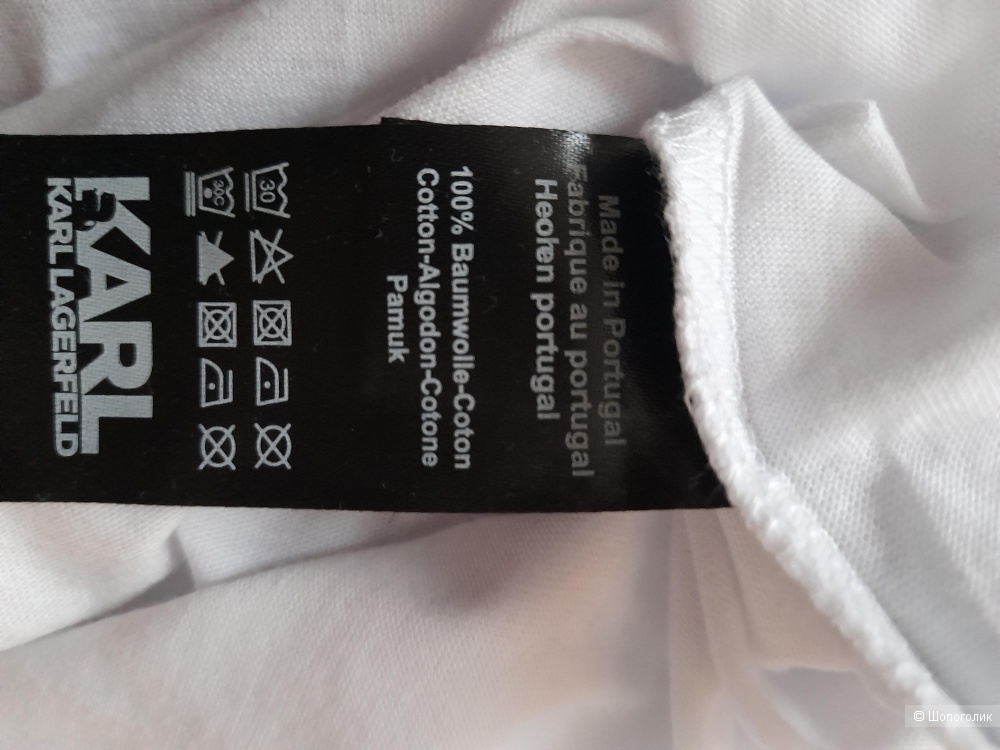 Made in Portugal
Fabrique au portugal
Heohen portugal
100% Baumwolle-Coton
Cotton-Algodon-Cotone
Pamuk
30
30C
KARL
KARL LAGERFELD
© Шопоголик